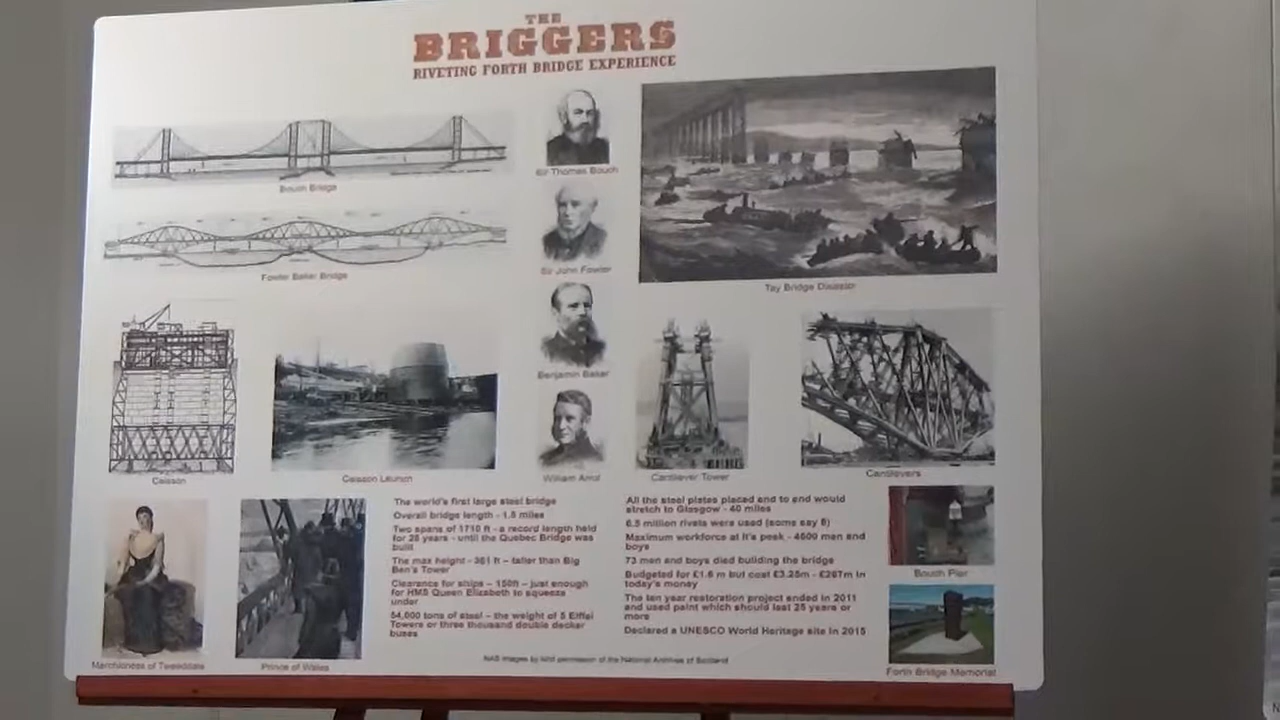 THE
BRIGGERS
RIVETING FORTH BRIDGE EXPERIENCE
Bouch Bridge
Fowler Baker Bridge
Sir Thomas Bouch
Sir John Fowler
Benjamin Baker
William Arrol
Tay Bridge Disaster
Caisson
Caisson Launch
Cantilever Tower
Cantilevers
Marchioness of Tweeddale
Prince of Wales
The world's first large steel bridge
Overall bridge length - 1.5 miles
Two spans of 1710 ft - a record length held
for 28 years - until the Quebec Bridge was
built
The max height - 361 ft – taller than Big
Ben's Tower
Clearance for ships – 150ft – just enough
for HMS Queen Elizabeth to squeeze
under
54,000 tons of steel – the weight of 5 Eiffel
Towers or three thousand double decker
buses
All the steel plates placed end to end would
stretch to Glasgow - 40 miles
6.5 million rivets were used (some say 8)
Maximum workforce at it's peak - 4600 men and
boys
73 men and boys died building the bridge
Budgeted for £1.6 m but cost £3.25m - £267m in
today's money
The ten year restoration project ended in 2011
and used paint which should last 25 years or
more
Declared a UNESCO World Heritage site in 2015
Bouch Pier
Forth Bridge Memorial
NAS images by kind permission of the National Archives of Scotland